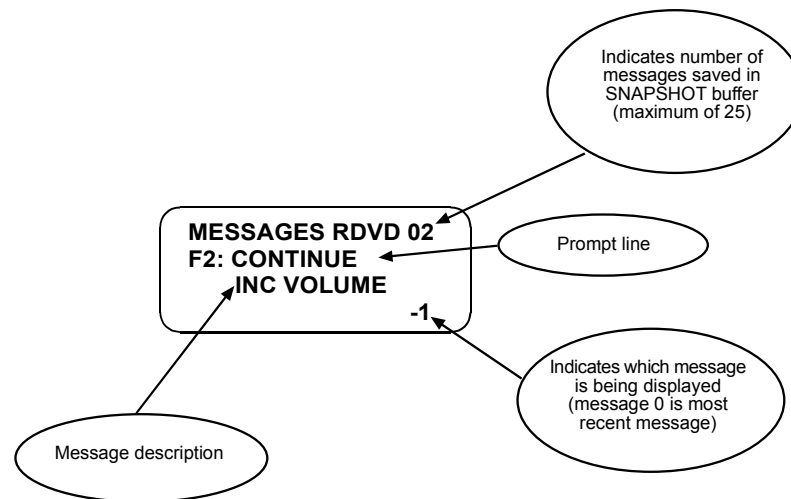 Indicates number of
messages saved in
SNAPSHOT buffer
(maximum of 25)
MESSAGES RDVD 02
F2: CONTINUE
INC VOLUME
-1
Prompt line
Indicates which message
is being displayed
(message 0 is most
recent message)
Message description